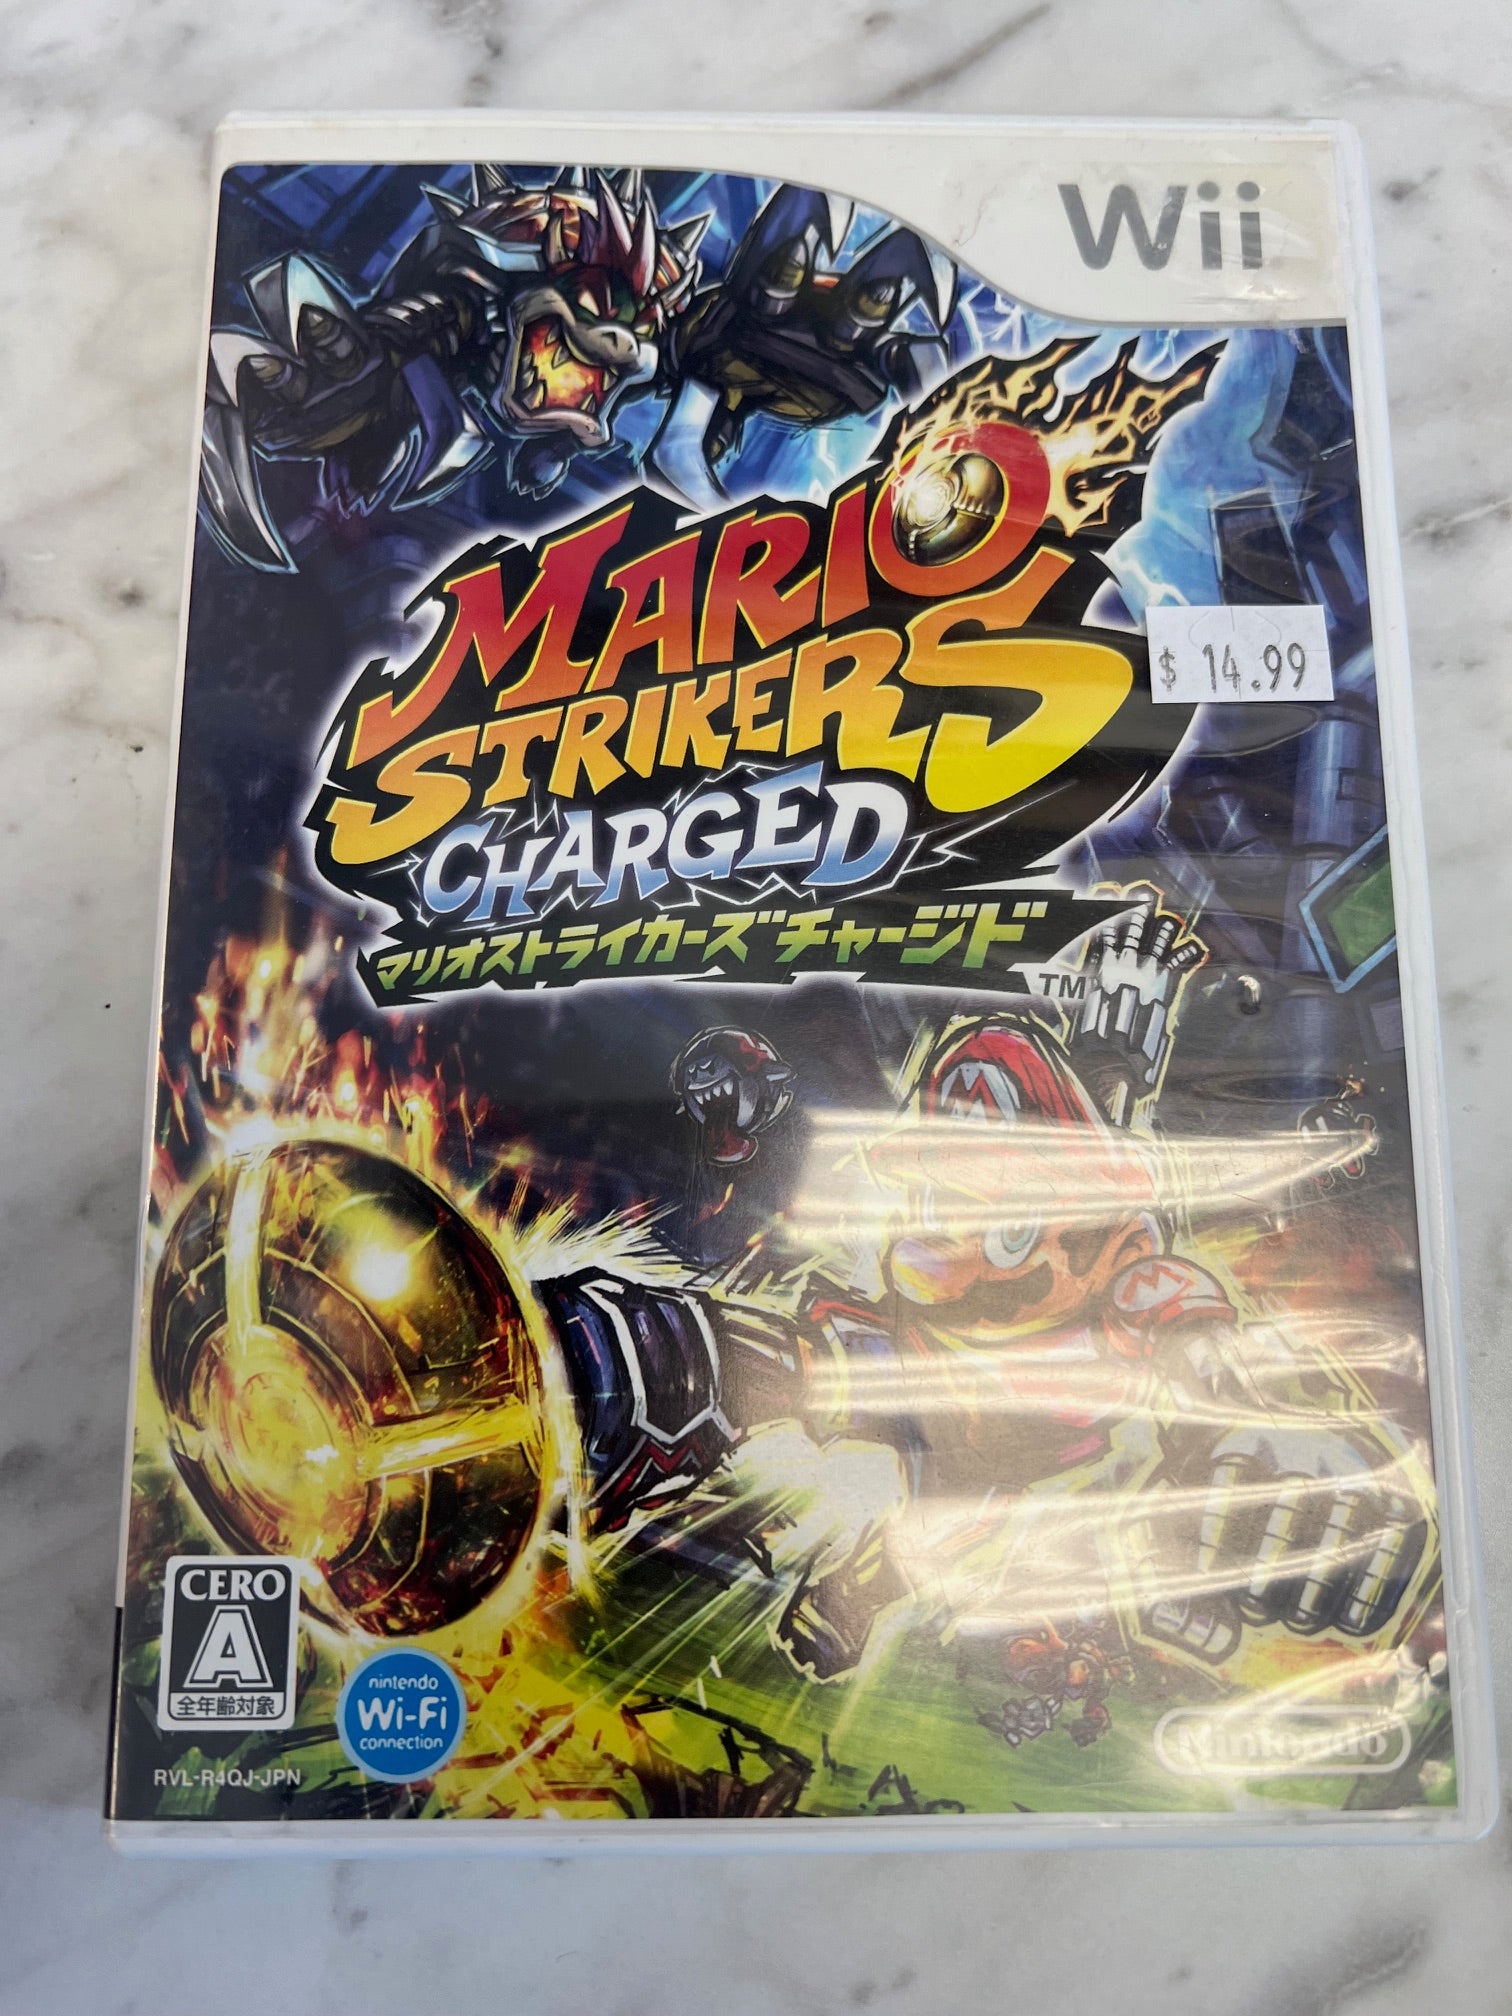 Wii
MARIO
$ 14.99
STRIKERS
CHARGED
マリオストライカーズ チャージド
TM
CERO
A
全年齢対象
nintendo
Wi-Fi
connection
Nintendo
RVL-R4QJ-JPN